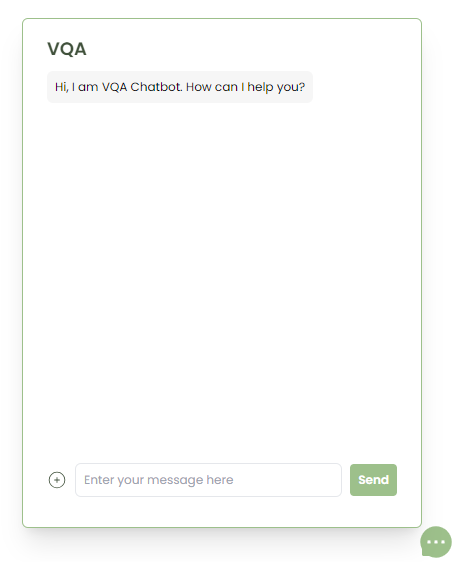 VQA
Hi, I am VQA Chatbot. How can I help you?
Enter your message here
Send